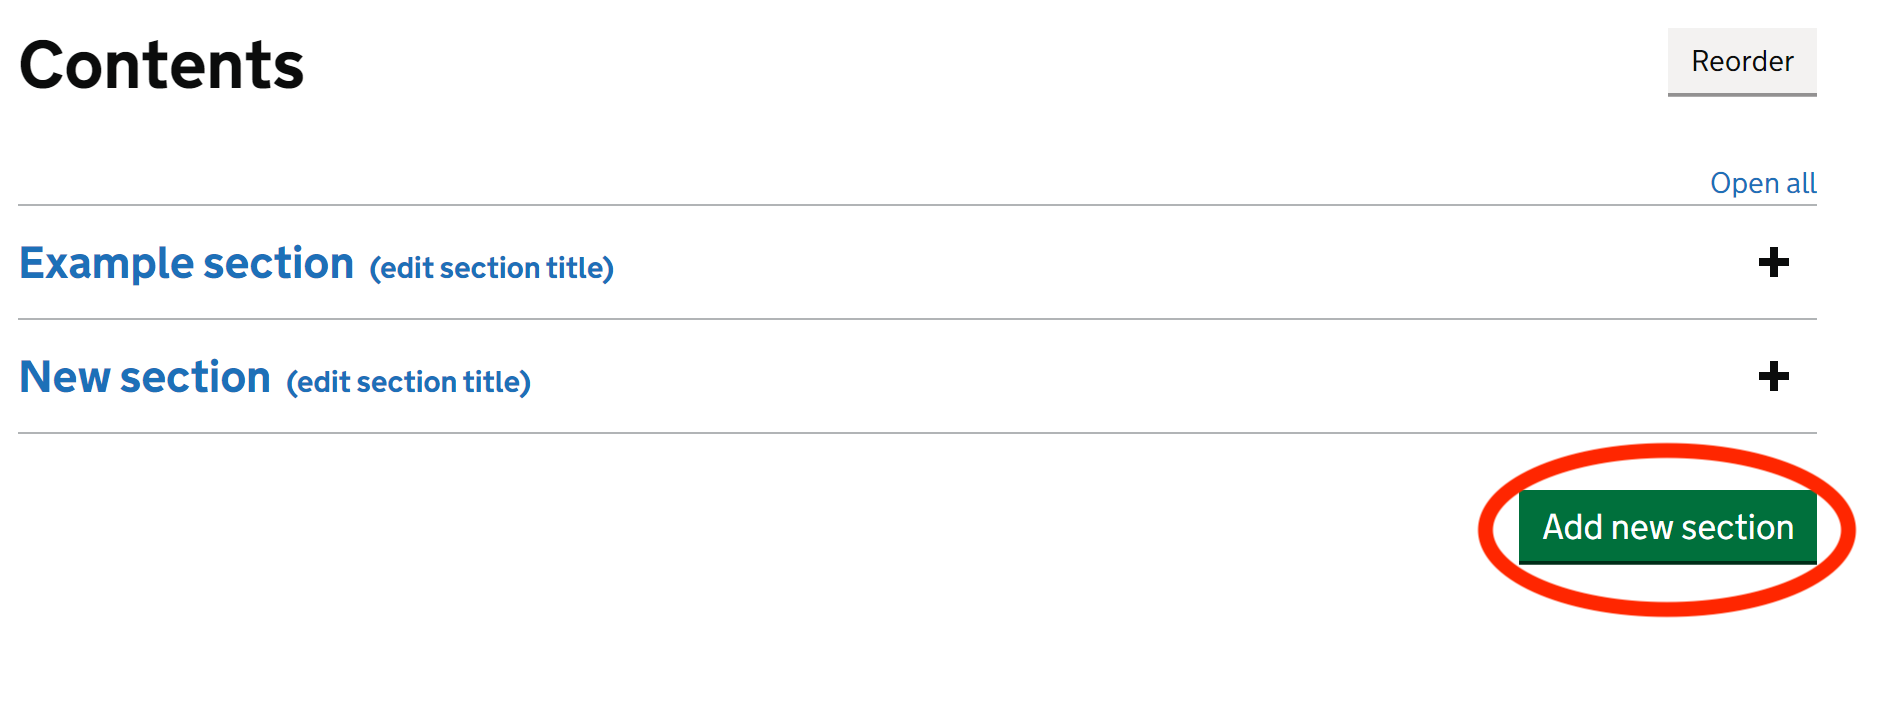 Contents
Reorder
Open all
Example section (edit section title)
New section (edit section title)
Add new section